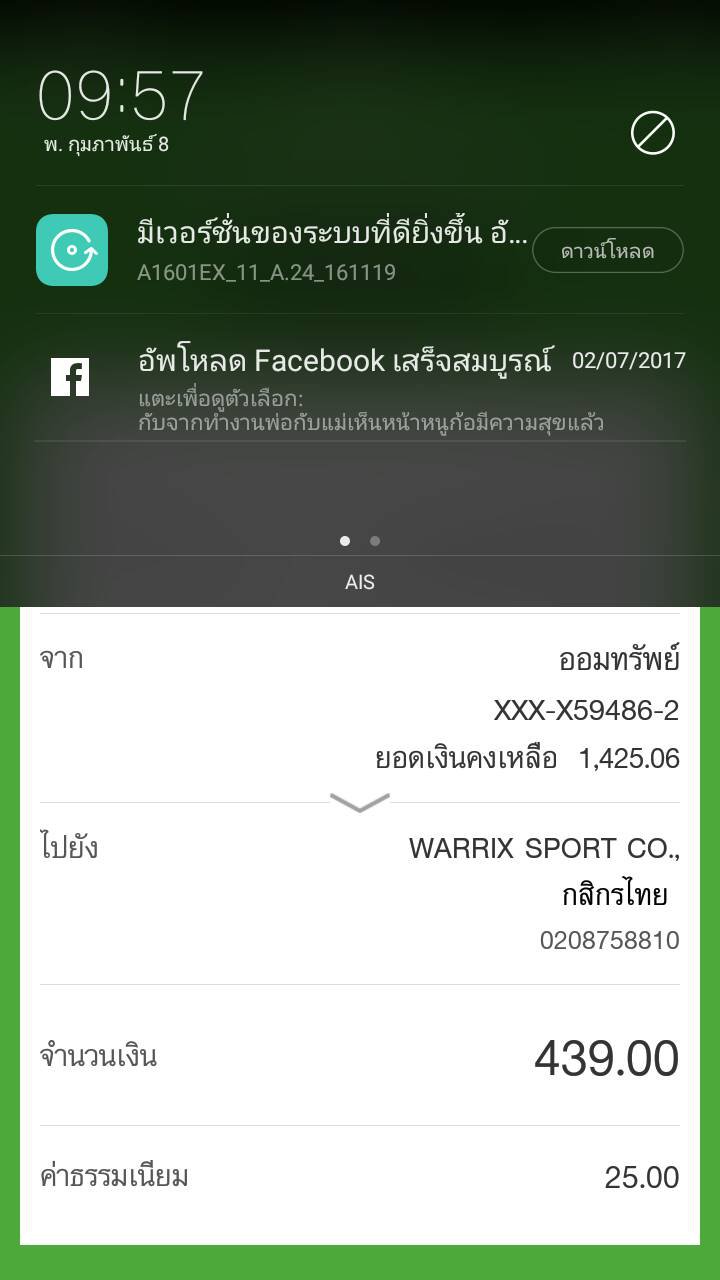 09:57
พ. กุมภาพันธ์ 8
มีเวอร์ชั่นของระบบที่ดียิ่งขึ้น อั...
ดาวน์โหลด
A1601EX_11_A.24_161119
อัพโหลด Facebook เสร็จสมบูรณ์ 02/07/2017
แตะเพื่อดูตัวเลือก:
กับจากทำงานพ่อกับแม่เห็นหน้าหนูก้อมีความสุขแล้ว
AIS
จาก ออมทรัพย์
XXX-X59486-2
ยอดเงินคงเหลือ 1,425.06
ไปยัง WARRIX SPORT CO.,
กสิกรไทย
0208758810
จำนวนเงิน 439.00
ค่าธรรมเนียม 25.00